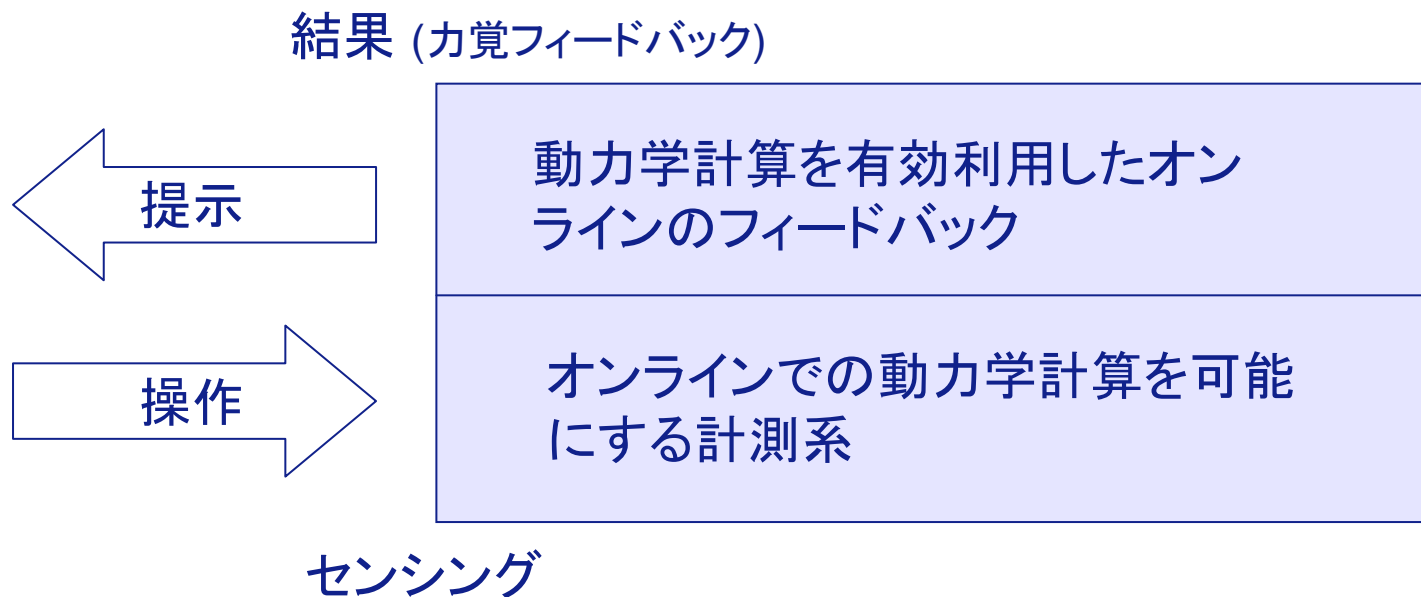 結果 (力覚フィードバック)
提示
動力学計算を有効利用したオン
ラインのフィードバック
操作
オンラインでの動力学計算を可能
にする計測系
センシング